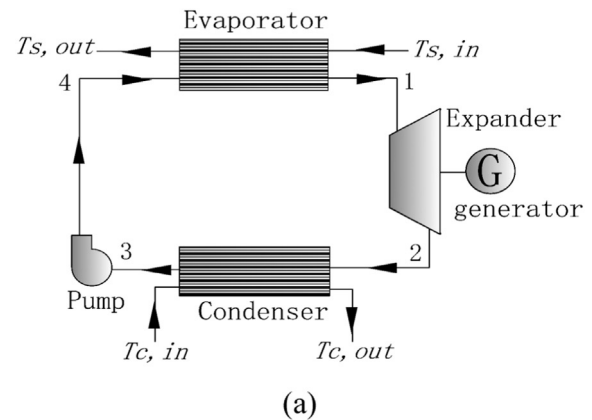 Evaporator
Ts, out
Ts, in
4
1
Expander
G
generator
2
3
Pump
Condenser
Tc, in
Tc, out
(a)